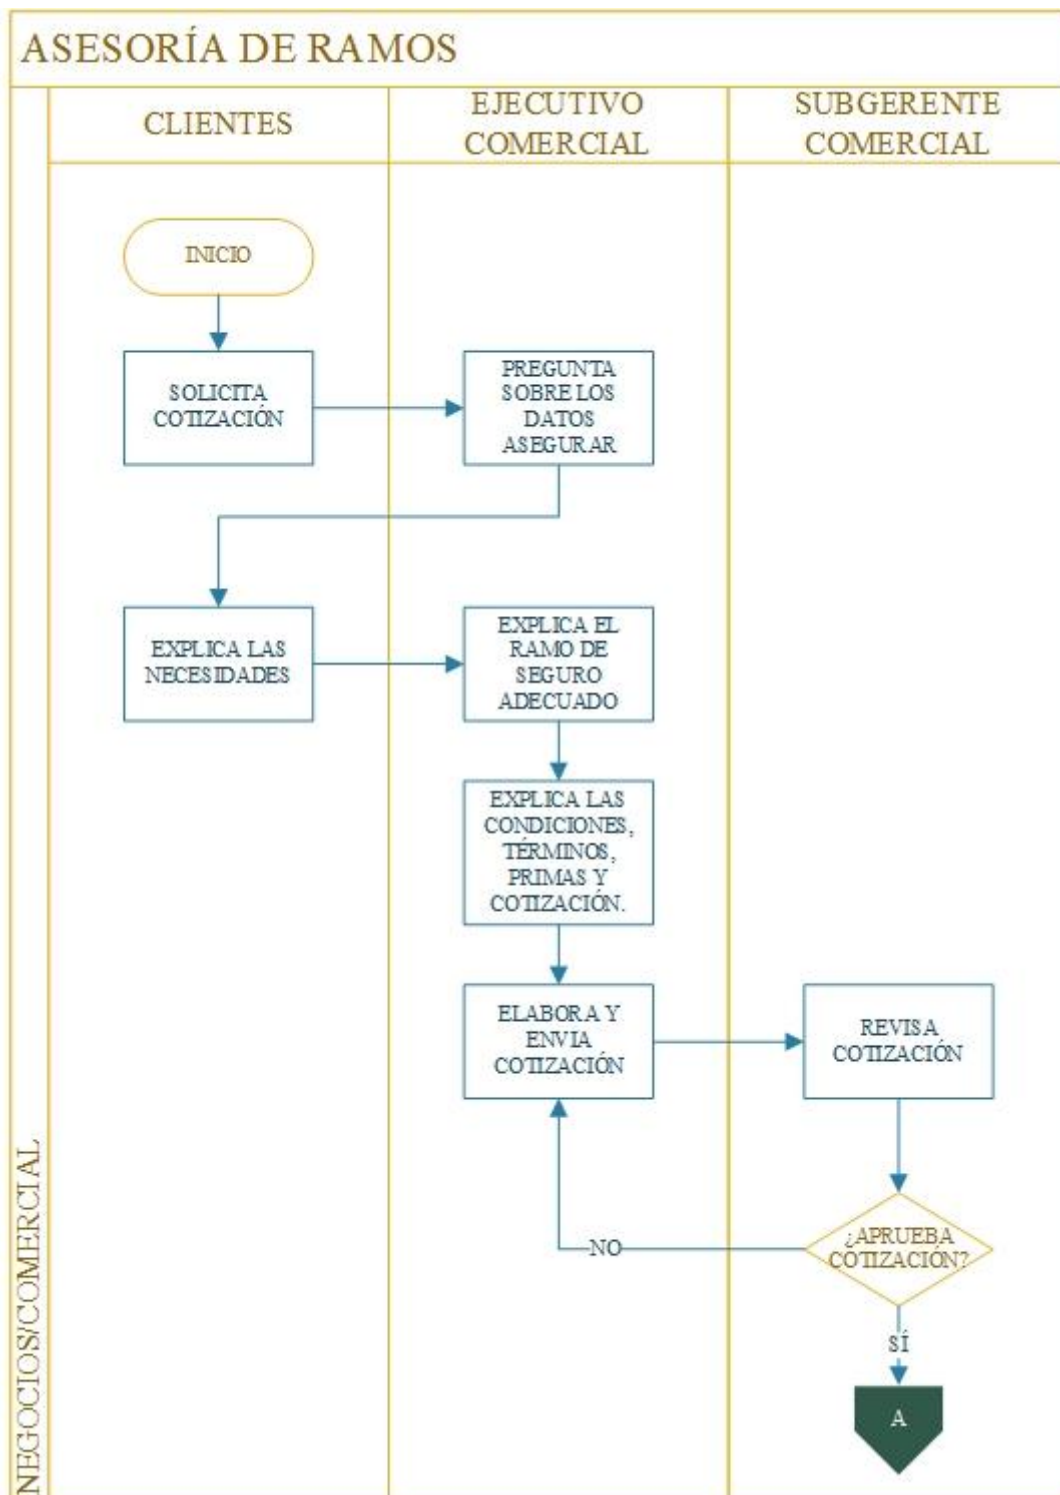 ASESORÍA DE RAMOS
CLIENTES
EJECUTIVO
COMERCIAL
SUBGERENTE
COMERCIAL
NEGOCIOS/COMERCIAL
INICIO
SOLICITA
COTIZACIÓN
PREGUNTA
SOBRE LOS
DATOS
ASEGURAR
EXPLICA LAS
NECESIDADES
EXPLICA EL
RAMO DE
SEGURO
ADECUADO
EXPLICA LAS
CONDICIONES,
TÉRMINOS,
PRIMAS Y
COTIZACIÓN.
ELABORA Y
ENVIA
COTIZACIÓN
REVISA
COTIZACIÓN
¿APRUEBA
COTIZACIÓN?
NO
SÍ
A